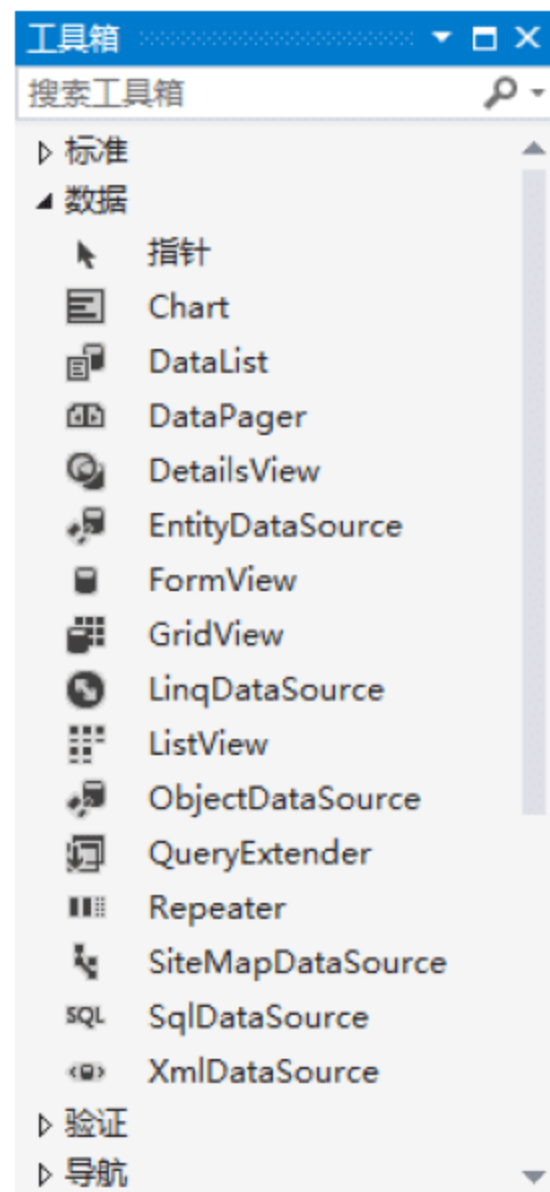 工具箱
搜索工具箱
标准
数据
指针
Chart
DataList
DataPager
DetailsView
EntityDataSource
FormView
GridView
LinqDataSource
ListView
ObjectDataSource
QueryExtender
Repeater
SiteMapDataSource
SQL SqlDataSource
XmlDataSource
验证
导航